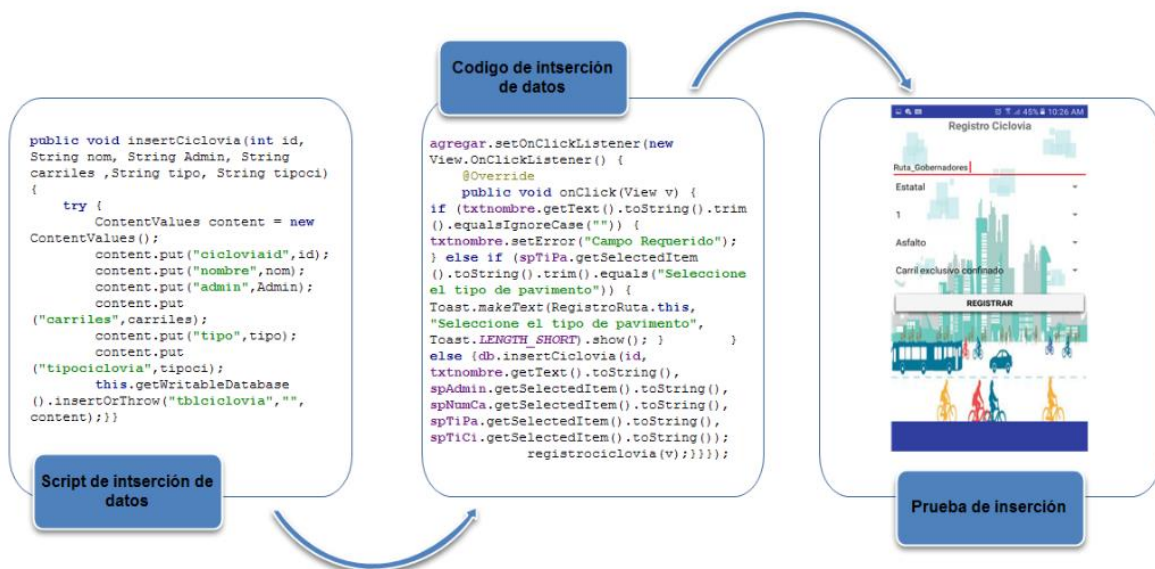 public void insertCiclovia(int id,
String nom, String Admin, String
carriles ,String tipo, String tipoci)
{
try {
ContentValues content = new
ContentValues();
content.put("cicloviaid",id);
content.put("nombre",nom);
content.put("admin",Admin);
content.put
("carriles",carriles);
content.put("tipo",tipo);
content.put
("tipociclovia",tipoci);
this.getWritableDatabase
().insertOrThrow("tblciclovia","",
content);}}
Script de intserción de
datos
Codigo de intserción
de datos
agregar.setOnClickListener(new
View.OnClickListener() {
@Override
public void onClick(View v) {
if (txtnombre.getText().toString().trim
().equalsIgnoreCase("")) {
txtnombre.setError("Campo Requerido");
} else if (spTiPa.getSelectedItem
().toString().trim().equals("Seleccione
el tipo de pavimento")) {
Toast.makeText(RegistroRuta.this,
"Seleccione el tipo de pavimento",
Toast.LENGTH_SHORT).show(); } }
else {db.insertCiclovia(id,
txtnombre.getText().toString(),
spAdmin.getSelectedItem().toString(),
spNumCa.getSelectedItem().toString(),
spTiPa.getSelectedItem().toString(),
spTiCi.getSelectedItem().toString());
registrociclovia(v);}}});
45% 10:26 AM
Registro Ciclovia
Ruta_Gobernadores
Estatal
1
Asfalto
Carril exclusivo confinado
REGISTRAR
Prueba de inserción